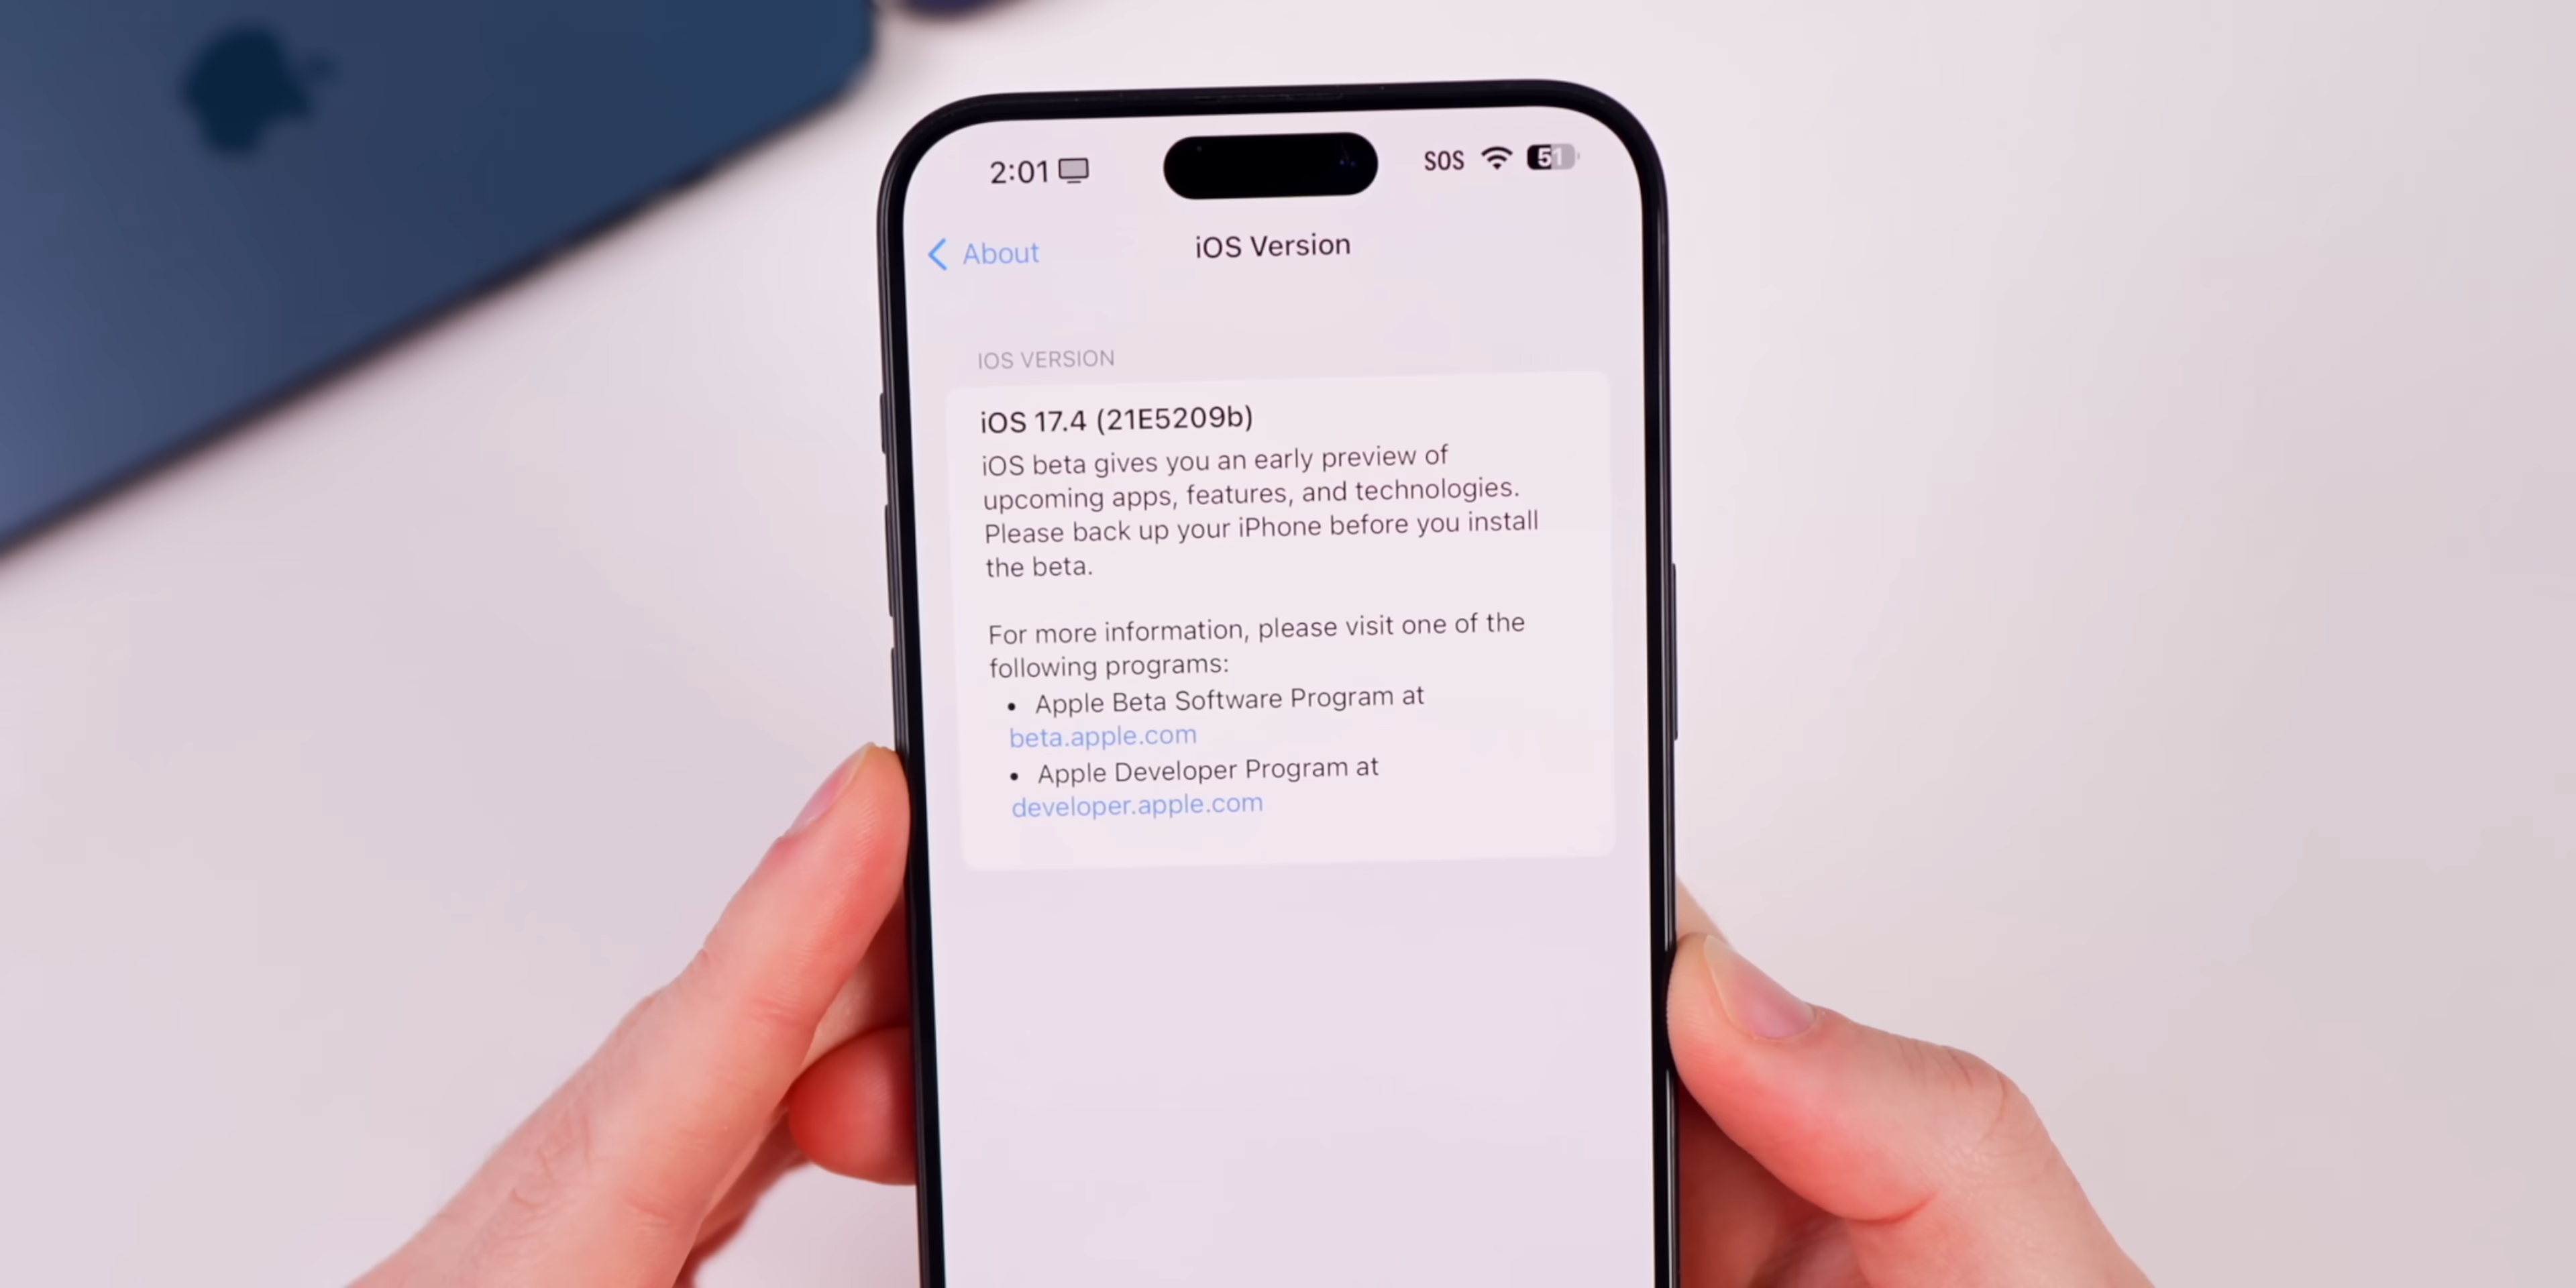 2:01 SOS 51
About iOS Version
IOS VERSION
iOS 17.4 (21E5209b)
iOS beta gives you an early preview of
upcoming apps, features, and technologies.
Please back up your iPhone before you install
the beta.
For more information, please visit one of the
following programs:
• Apple Beta Software Program at
beta.apple.com
• Apple Developer Program at
developer.apple.com